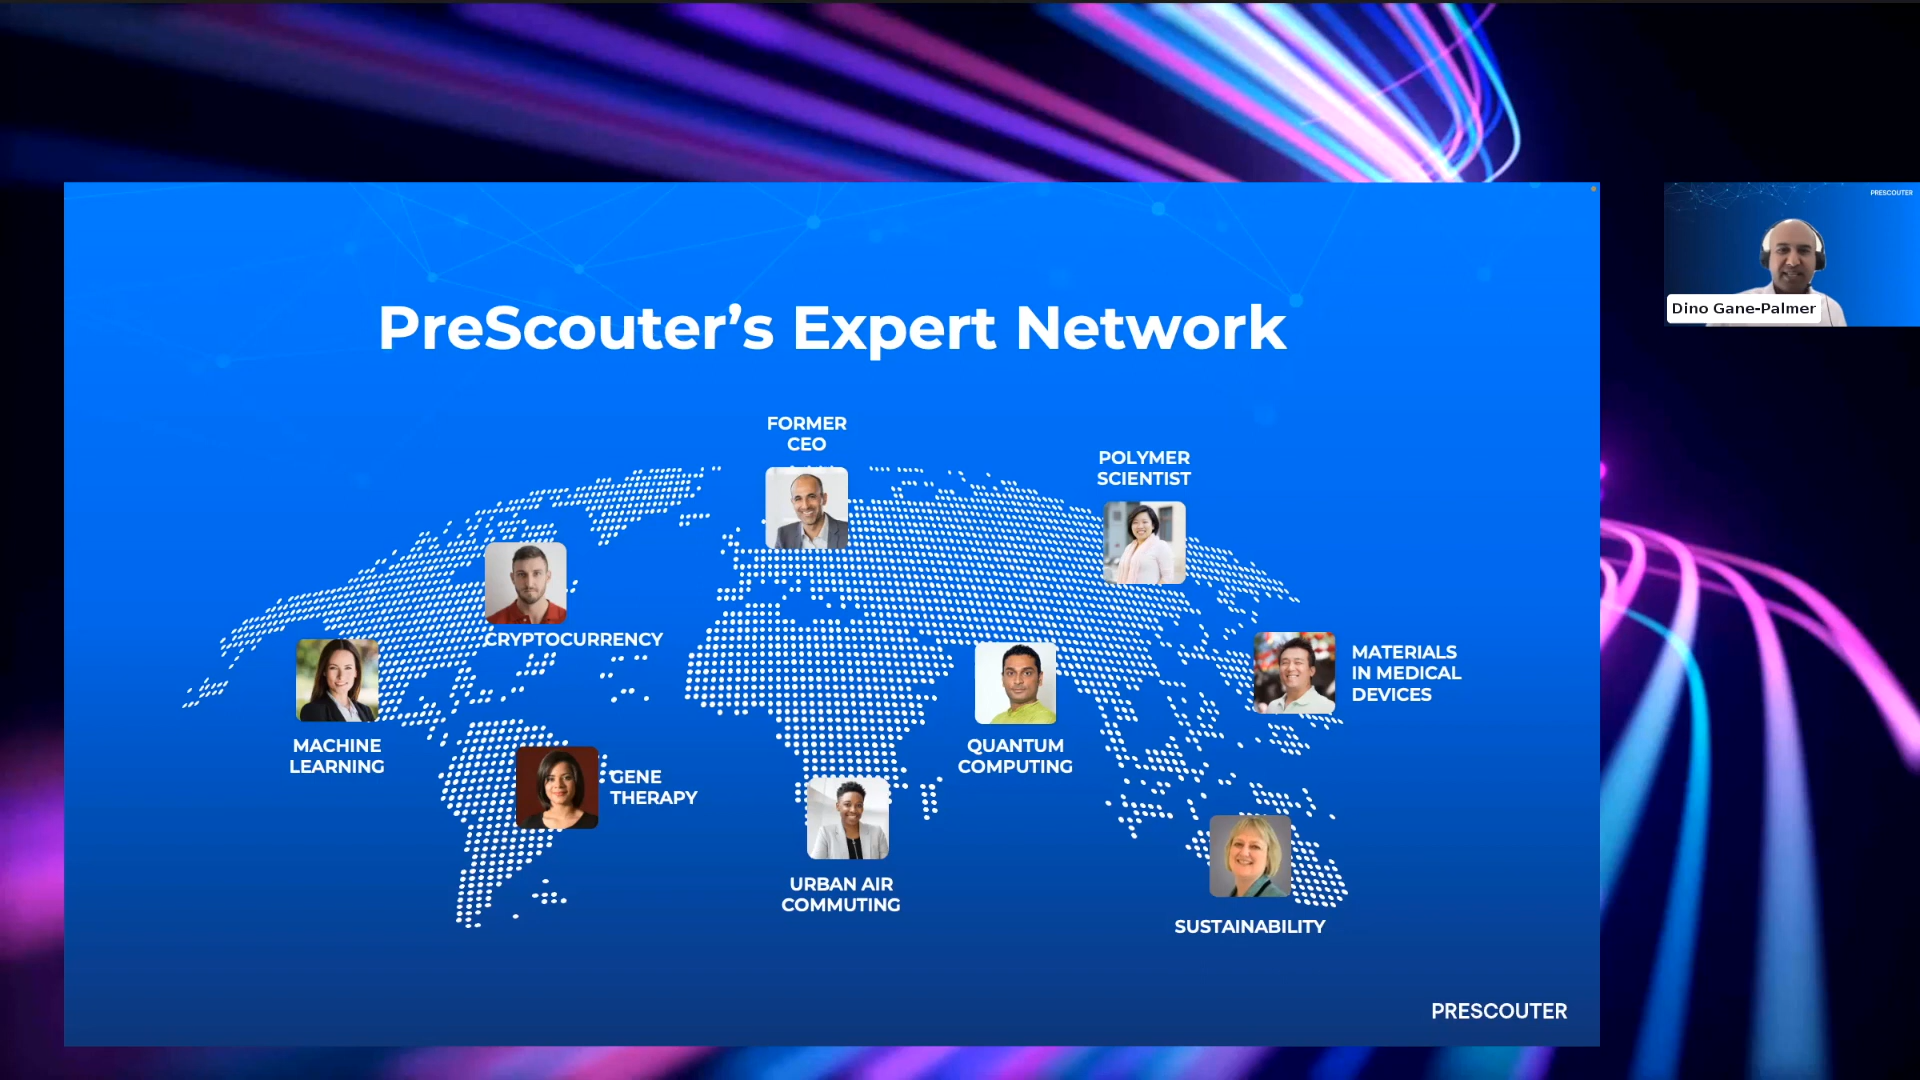 PRESCOUTER
Dino Gane-Palmer
PreScouter’s Expert Network
FORMER
CEO
POLYMER
SCIENTIST
CRYPTOCURRENCY
MATERIALS
IN MEDICAL
DEVICES
MACHINE
LEARNING
QUANTUM
COMPUTING
GENE
THERAPY
URBAN AIR
COMMUTING
SUSTAINABILITY
PRESCOUTER